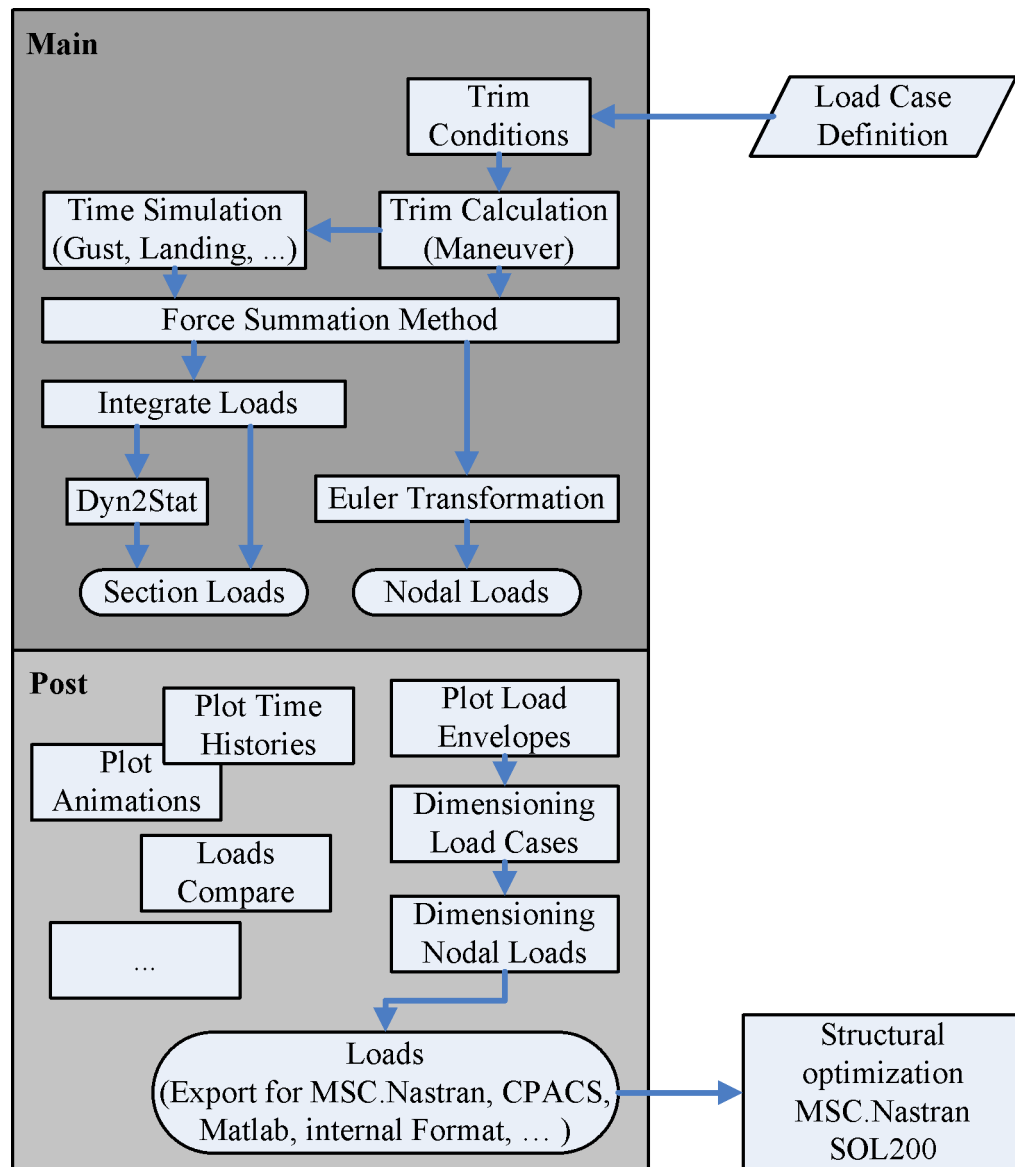 Main
Trim
Conditions
Load Case
Definition
Time Simulation
(Gust, Landing, ...)
Trim Calculation
(Maneuver)
Force Summation Method
Integrate Loads
Dyn2Stat
Euler Transformation
Section Loads
Nodal Loads
Post
Plot Time
Histories
Plot
Animations
Loads
Compare
...
Plot Load
Envelopes
Dimensioning
Load Cases
Dimensioning
Nodal Loads
Loads
(Export for MSC.Nastran, CPACS,
Matlab, internal Format, ... )
Structural
optimization
MSC.Nastran
SOL200